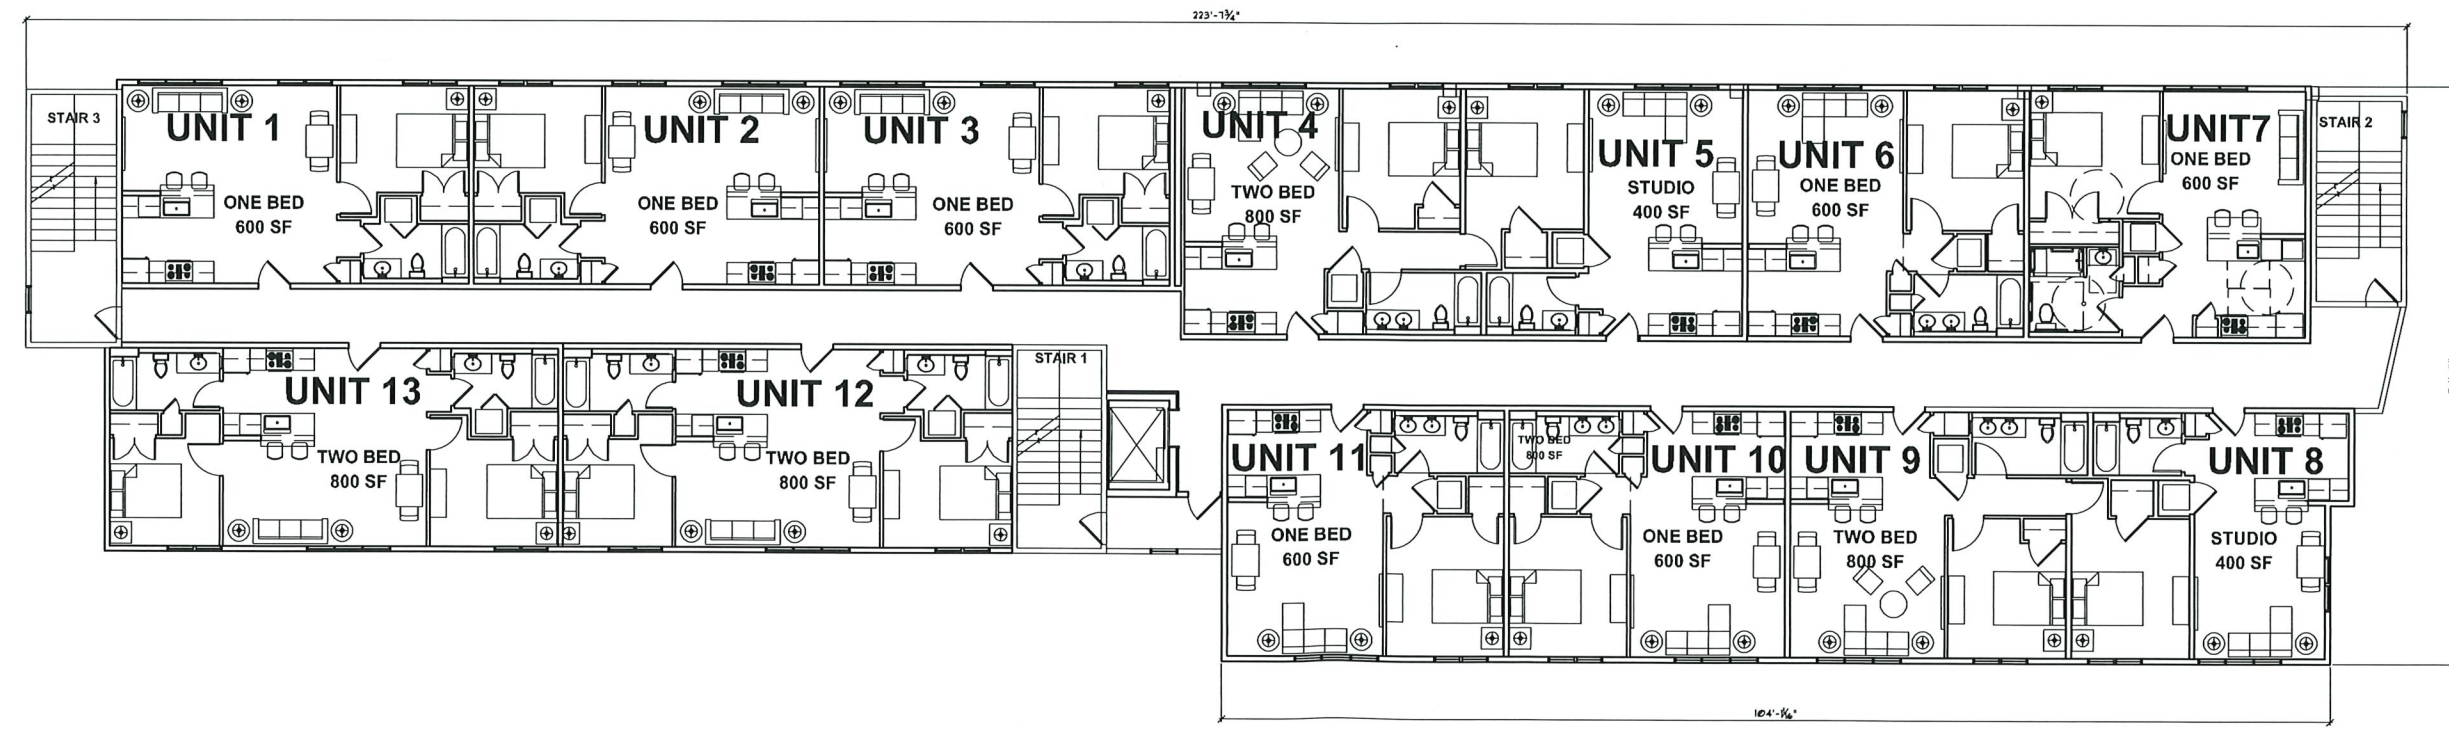 223'-7¾"
STAIR 3
UNIT 1
ONE BED
600 SF
UNIT 2
ONE BED
600 SF
UNIT 3
ONE BED
600 SF
UNIT 4
TWO BED
800 SF
UNIT 5
STUDIO
400 SF
UNIT 6
ONE BED
600 SF
UNIT7
ONE BED
600 SF
STAIR 2
UNIT 13
TWO BED
800 SF
UNIT 12
TWO BED
800 SF
STAIR 1
UNIT 11
ONE BED
600 SF
TWO BED
800 SF
UNIT 10
ONE BED
600 SF
UNIT 9
TWO BED
800 SF
UNIT 8
STUDIO
400 SF